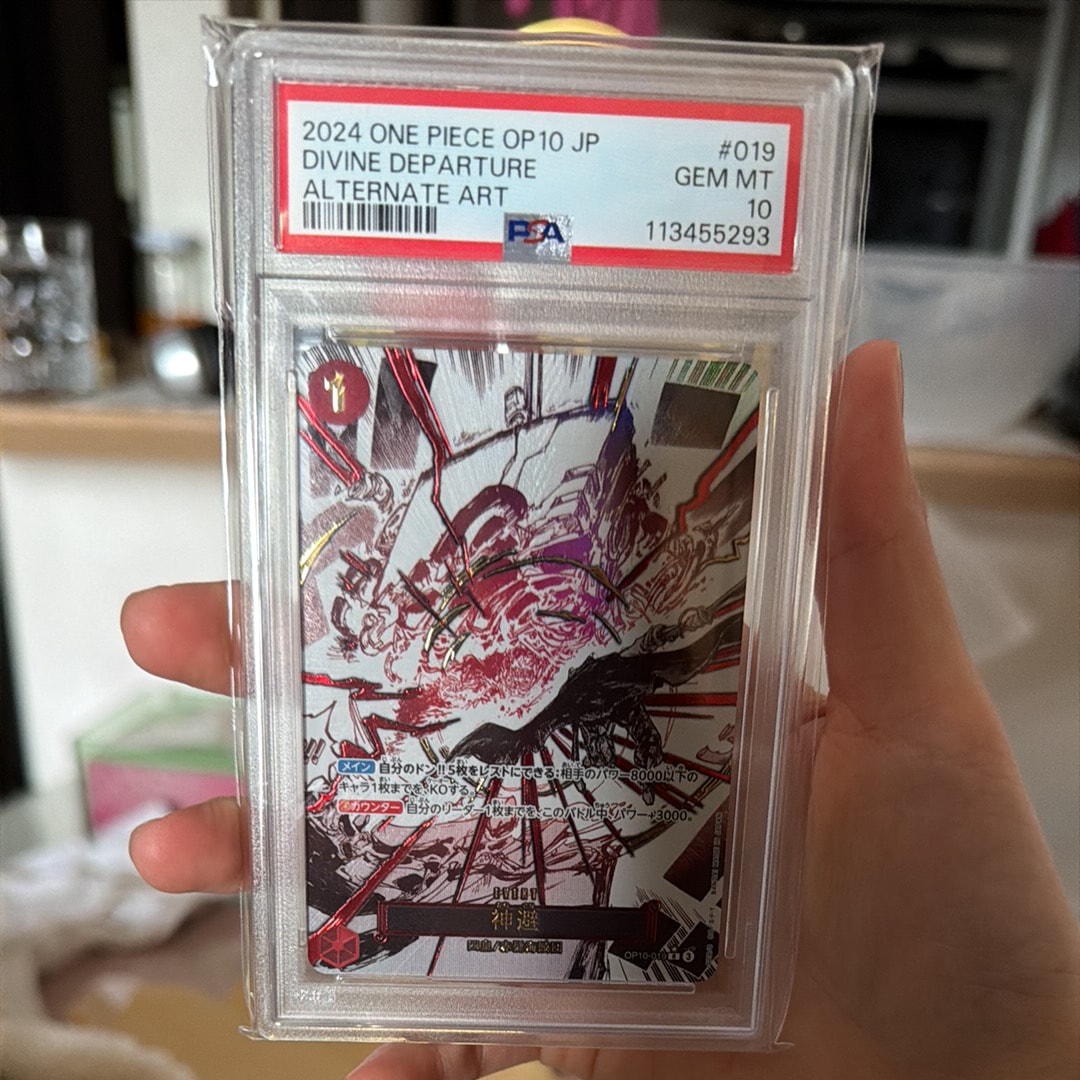 2024 ONE PIECE OP10 JP
#019
DIVINE DEPARTURE
GEM MT
ALTERNATE ART
10
PSA
113455293
1
メイン 自分のドン!!5枚をレストにできる:相手のパワー8000以下の
キャラ1枚までを、KOする。
カウンター 自分のリーダー1枚までを、このバトル中、パワー+3000。
EVENT
神避
OP10-019 R 3